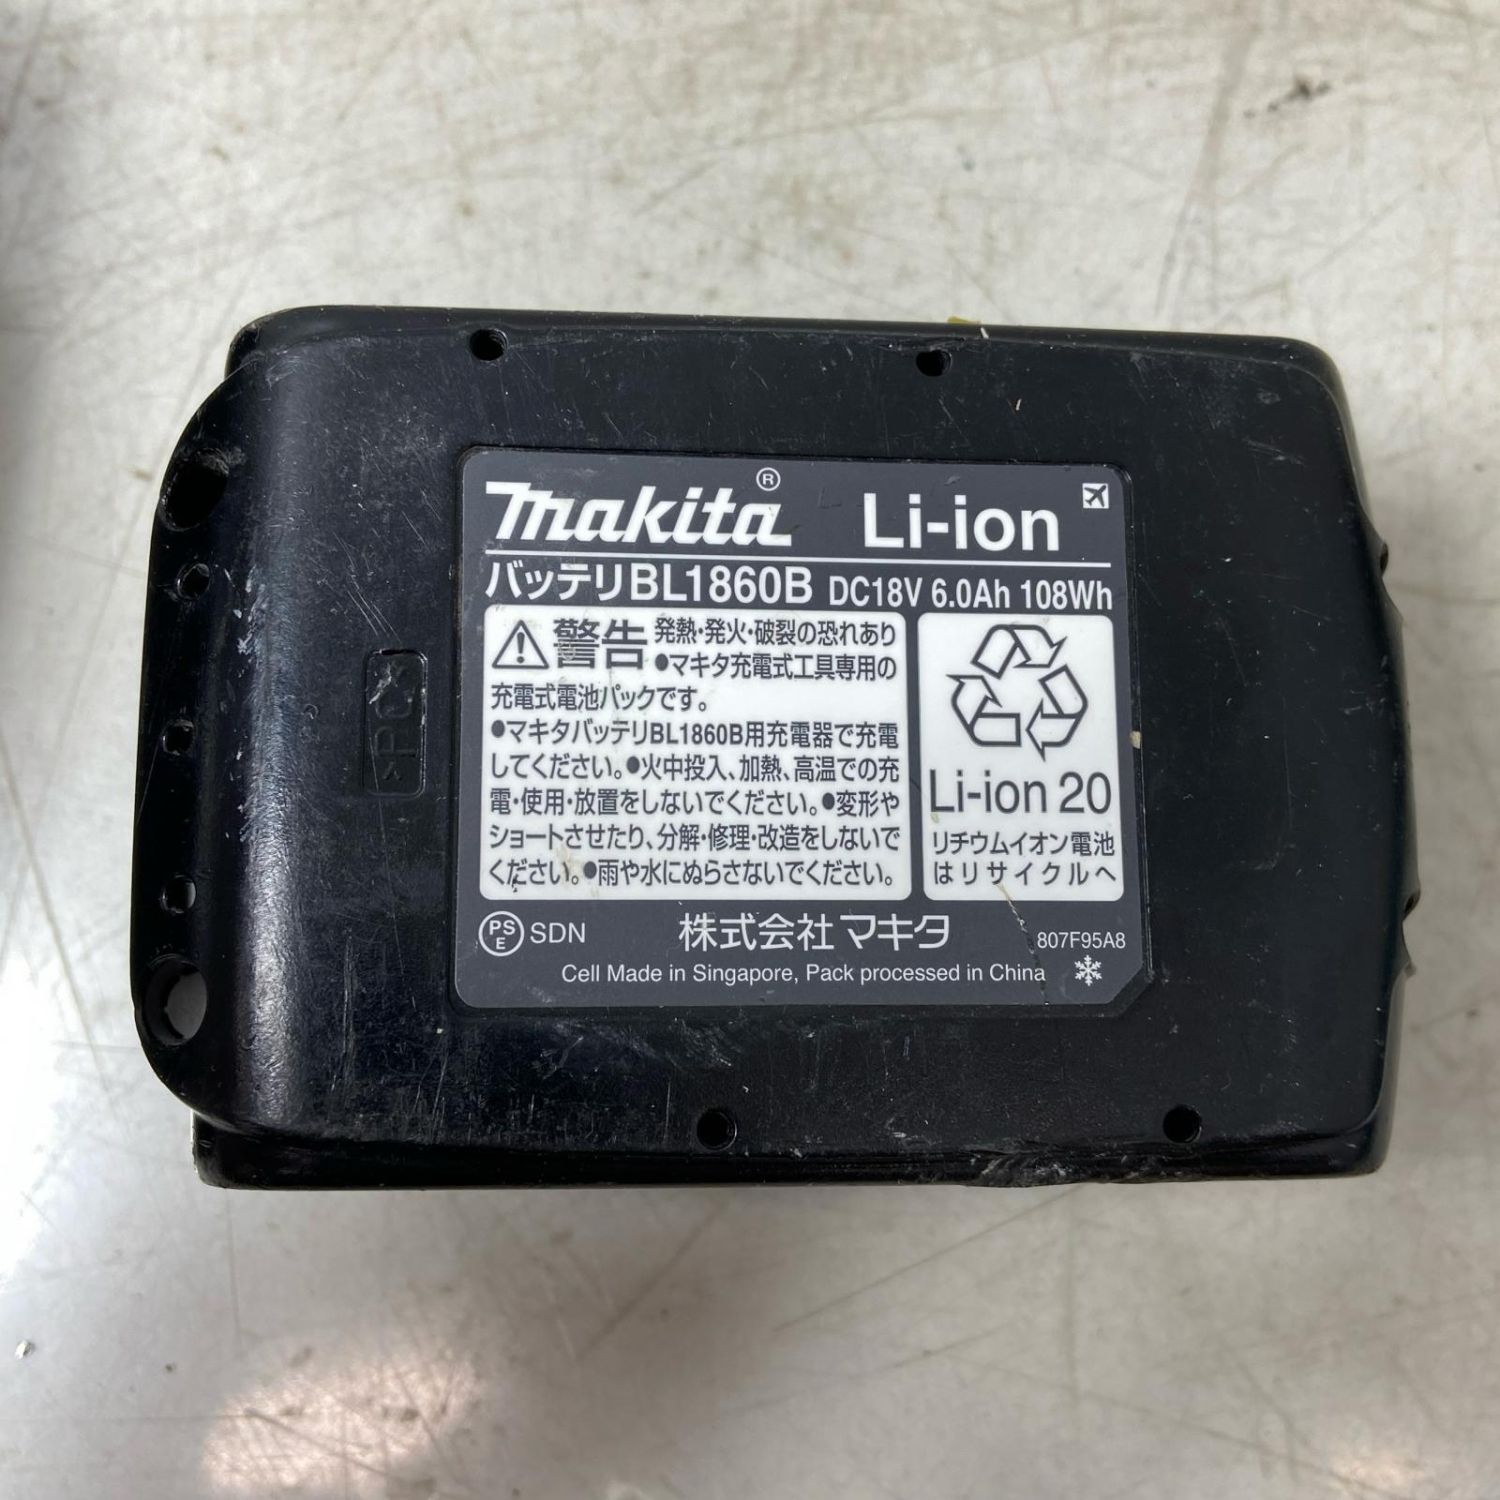 makita® Li-ion
バッテリBL1860B DC18V 6.0Ah 108Wh
警告 発熱・発火・破裂の恐れあり
●マキタ充電式工具専用の
充電式電池パックです。
●マキタバッテリBL1860B用充電器で充電
してください。●火中投入、加熱、高温での充
電・使用・放置をしないでください。●変形や
ショートさせたり、分解・修理・改造をしないで
ください。●雨や水にぬらさないでください。
Li-ion 20
リチウムイオン電池
はリサイクルへ
PS
E
SDN 株式会社マキタ 807F95A8
Cell Made in Singapore, Pack processed in China
>PC<